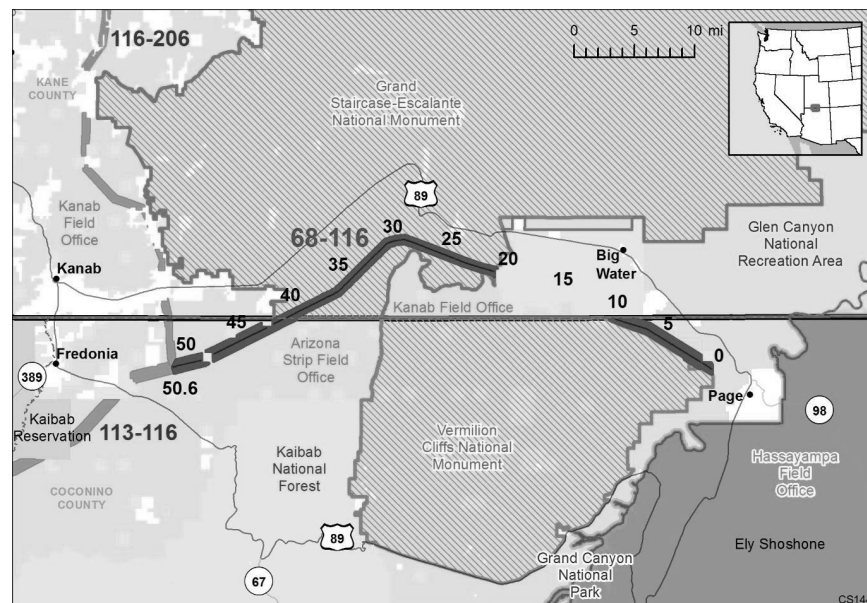 116-206
0 5 10 mi
KANE
COUNTY
Grand
Staircase-Escalante
National Monument
89
Kanab
Field
Office
68-116
30
25
20
35
40
45
50
50.6
15
10
5
0
Big
Water
Glen Canyon
National
Recreation Area
Kanab
Kanab Field Office
Fredonia
389
Arizona
Strip Field
Office
Page
98
Kaibab
Reservation
113-116
Vermilion
Cliffs National
Monument
Kaibab
National
Forest
Hassayampa
Field
Office
COCONINO
COUNTY
89
Ely Shoshone
Grand Canyon
National
Park
67